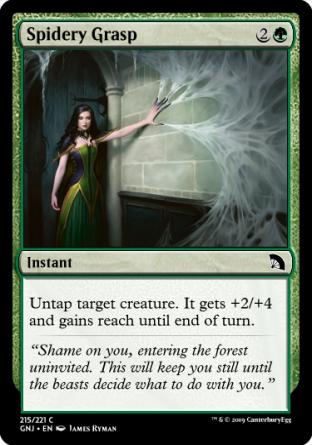 Spidery Grasp 2
Instant
Untap target creature. It gets +2/+4
and gains reach until end of turn.
“Shame on you, entering the forest
uninvited. This will keep you still until
the beasts decide what to do with you.”
215/221 C
GNJ • EN James Ryman
™ & © 2019 CanterburyEgg